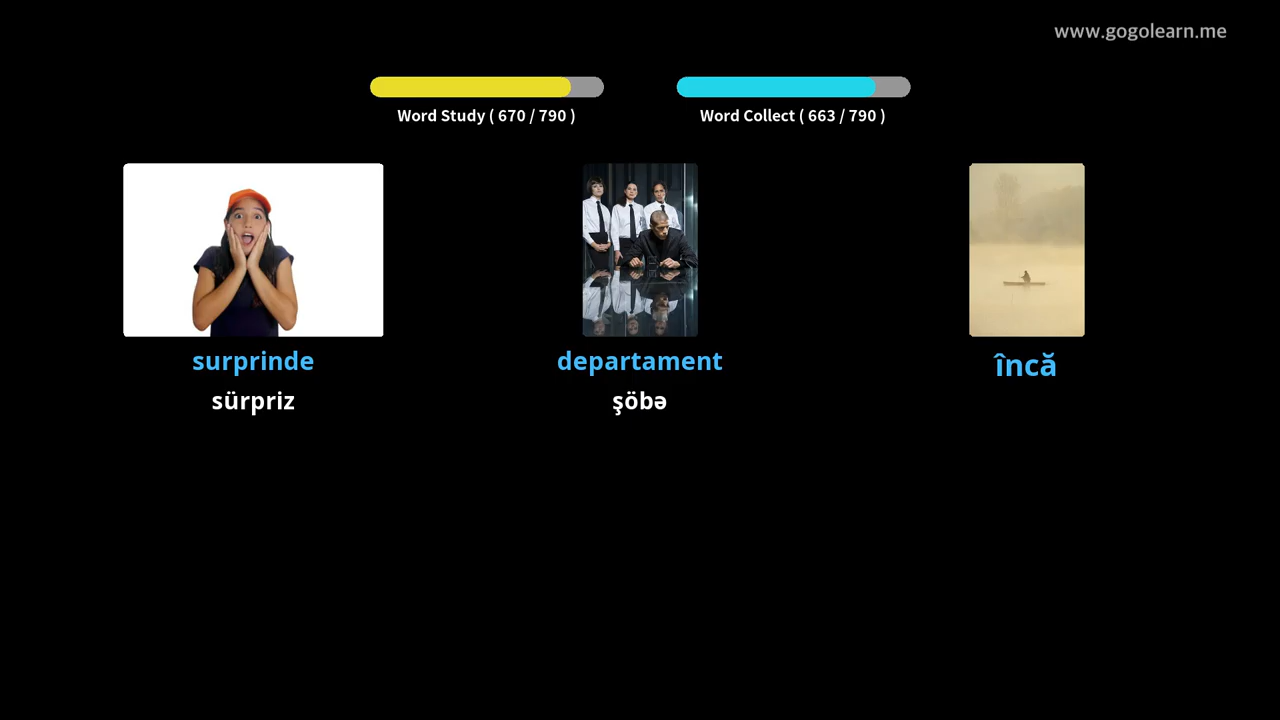 www.gogolearn.me
Word Study ( 670 / 790 )
Word Collect ( 663 / 790 )
surprinde
departament
încă
sürpriz
şöbə